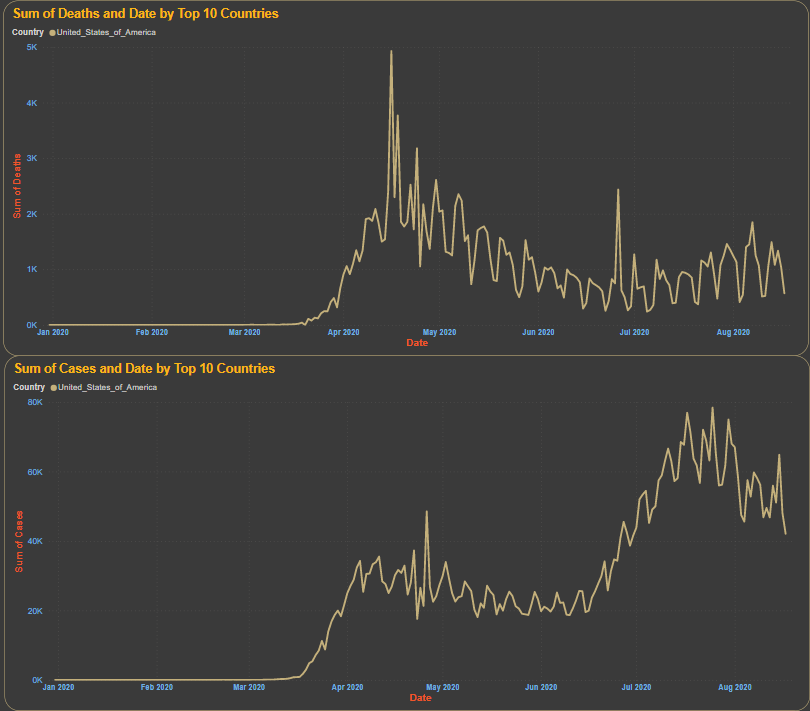 Sum of Deaths and Date by Top 10 Countries
Country United_States_of_America
5K
4K
3K
2K
1K
0K
Sum of Deaths
Jan 2020 Feb 2020 Mar 2020 Apr 2020 May 2020 Jun 2020 Jul 2020 Aug 2020
Date
Sum of Cases and Date by Top 10 Countries
Country United_States_of_America
80K
60K
40K
20K
0K
Sum of Cases
Jan 2020 Feb 2020 Mar 2020 Apr 2020 May 2020 Jun 2020 Jul 2020 Aug 2020
Date